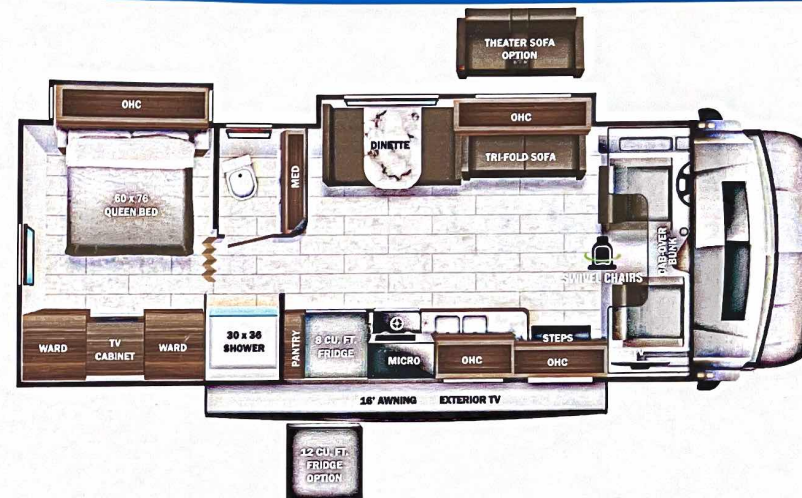 THEATER SOFA
OPTION
OHC
OHC
DINETTE
TRI-FOLD SOFA
MED
60 x 76
QUEEN BED
CAB-OVER
BUNK
SWIVEL CHAIRS
WARD
TV
CABINET
WARD
30 x 36
SHOWER
PANTRY
8 CU. FT.
FRIDGE
MICRO
OHC
STEPS
OHC
16' AWNING
EXTERIOR TV
12 CU. FT.
FRIDGE
OPTION